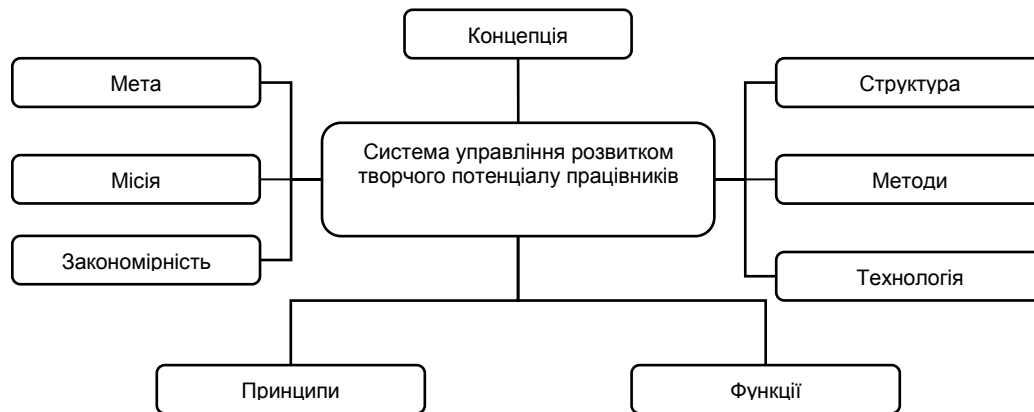 Концепція
Мета
Структура
Система управління розвитком
творчого потенціалу працівників
Місія
Методи
Закономірність
Технологія
Принципи
Функції